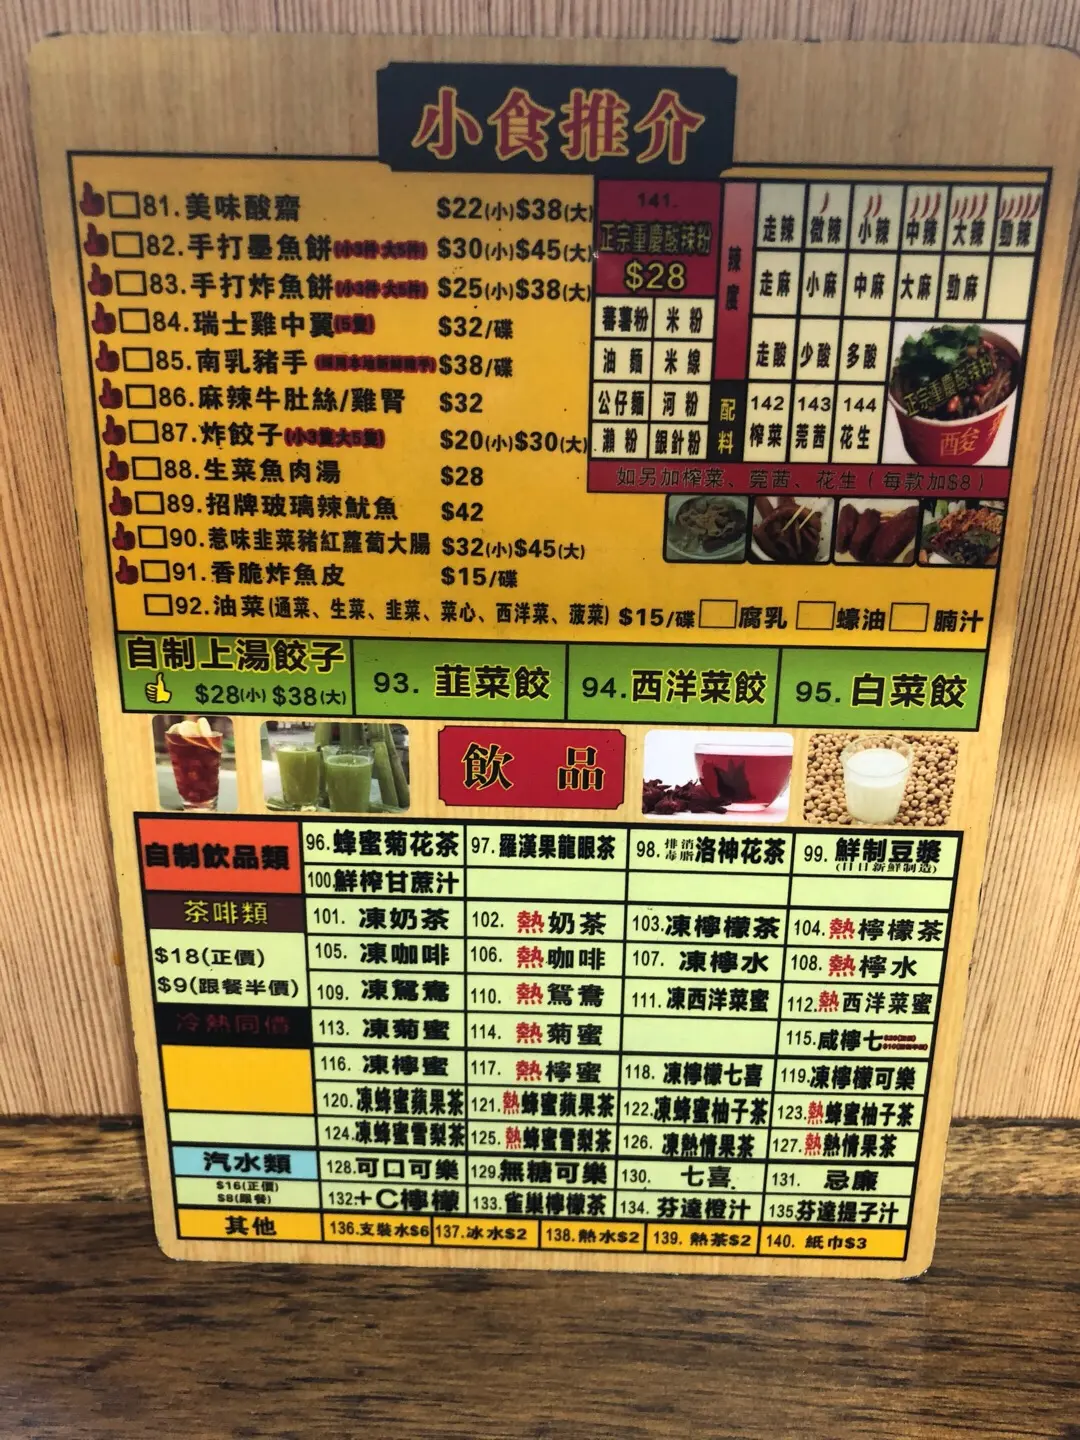 小食推介
81.美味酸齋 $22(小)$38(大)
82.手打墨魚餅(小3件 大5件) $30(小)$45(大)
83.手打炸魚餅(小3件 大5件) $25(小)$38(大)
84.瑞士雞中翼(5隻) $32/碟
85.南乳豬手 $38/碟
86.麻辣牛肚絲/雞腎 $32
87.炸餃子(小3隻大5隻) $20(小)$30(大)
88.生菜魚肉湯 $28
89.招牌玻璃辣魷魚 $42
90.惹味韭菜豬紅蘿蔔大腸 $32(小)$45(大)
91.香脆炸魚皮 $15/碟
92.油菜(通菜、生菜、韭菜、菜心、西洋菜、菠菜) $15/碟 腐乳 蠔油 腩汁
141.
正宗重慶酸辣粉
$28
蕃薯粉 米粉
油麵 米線
公仔麵 河粉
瀨粉 銀針粉
辣度
走辣 微辣 小辣 中辣 大辣 勁辣
走麻 小麻 中麻 大麻 勁麻
走酸 少酸 多酸
配料
142 143 144
榨菜 莞茜 花生
正宗重慶酸辣粉
酸
如另加榨菜、莞茜、花生(每款加$8)
自制上湯餃子
$28(小) $38(大)
93. 韮菜餃 94.西洋菜餃 95. 白菜餃
飲品
自制飲品類
96.蜂蜜菊花茶 97.羅漢果龍眼茶 98.排毒消脂洛神花茶 99.鮮制豆漿
(日日新鮮制造)
100.鮮榨甘蔗汁
茶啡類
$18(正價)
$9(跟餐半價)
冷熱同價
101. 凍奶茶 102. 熱奶茶 103.凍檸檬茶 104.熱檸檬茶
105. 凍咖啡 106. 熱咖啡 107. 凍檸水 108. 熱檸水
109. 凍鴛鴦 110. 熱鴛鴦 111.凍西洋菜蜜 112.熱西洋菜蜜
113. 凍菊蜜 114. 熱菊蜜 115.咸檸七
116. 凍檸蜜 117. 熱檸蜜 118. 凍檸檬七喜 119.凍檸檬可樂
120.凍蜂蜜蘋果茶 121.熱蜂蜜蘋果茶 122.凍蜂蜜柚子茶 123.熱蜂蜜柚子茶
124.凍蜂蜜雪梨茶 125.熱蜂蜜雪梨茶 126. 凍熱情果茶 127.熱熱情果茶
汽水類
$16(正價)
$8(跟餐)
128.可口可樂 129.無糖可樂 130. 七喜 131. 忌廉
132.+C檸檬 133.雀巢檸檬茶 134. 芬達橙汁 135.芬達提子汁
其他 136.支裝水$6 137.冰水$2 138.熱水$2 139. 熱茶$2 140. 紙巾$3